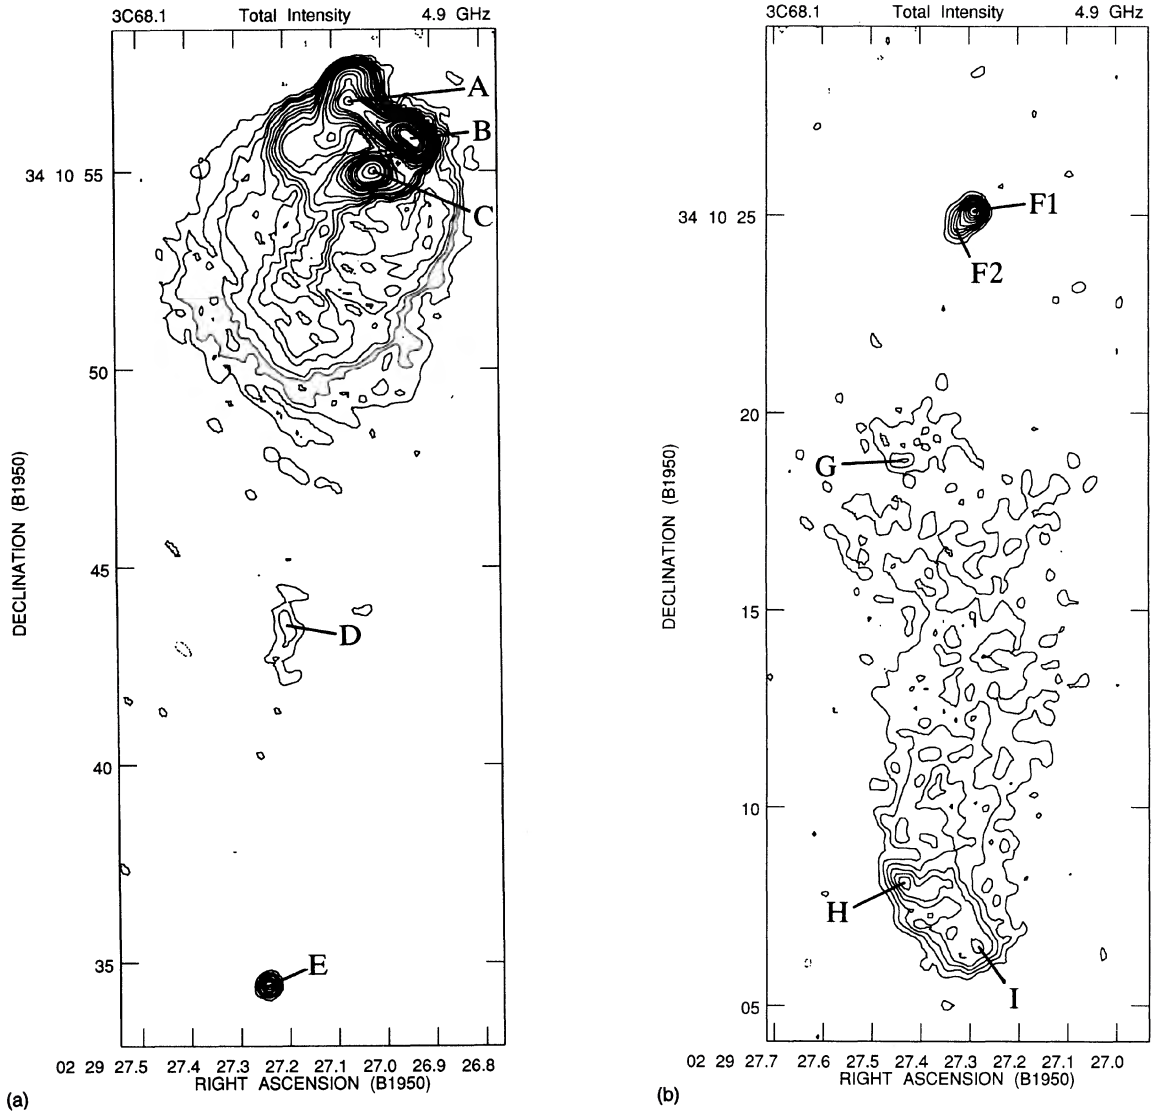 3C68.1 Total Intensity 4.9 GHz
A
B
34 10 55
C
50
DECLINATION (B1950)
45
D
40
E
35
02 29 27.5 27.4 27.3 27.2 27.1 27.0 26.9 26.8
RIGHT ASCENSION (B1950)
(a)
3C68.1 Total Intensity 4.9 GHz
34 10 25
F1
F2
20
G
DECLINATION (B1950)
15
10
H
I
05
02 29 27.7 27.6 27.5 27.4 27.3 27.2 27.1 27.0
RIGHT ASCENSION (B1950)
(b)